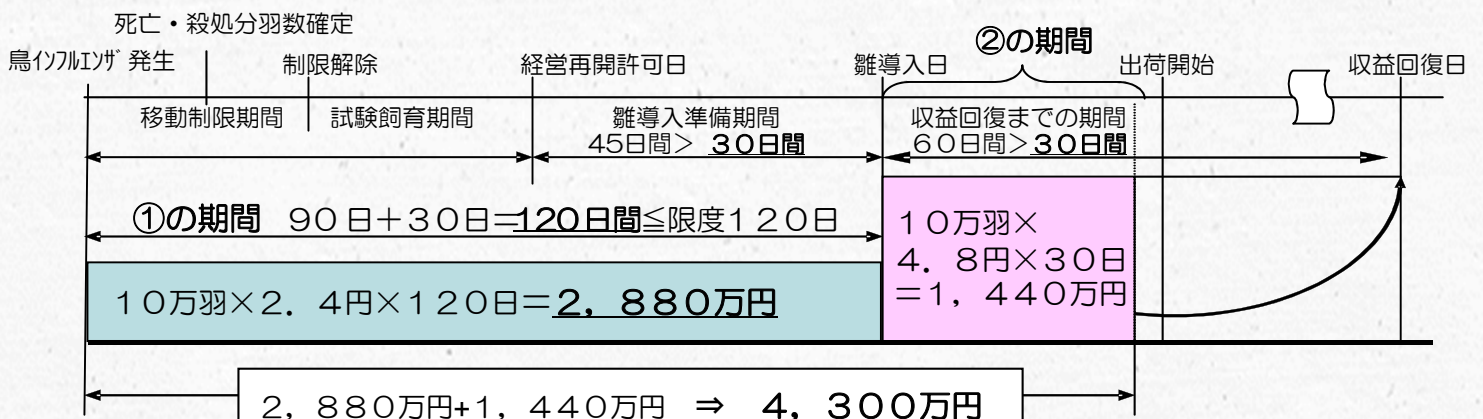 死亡・殺処分羽数確定
②の期間
鳥インフルエンザ 発生
制限解除
経営再開許可日
雛導入日
出荷開始
収益回復日
移動制限期間
試験飼育期間
雛導入準備期間
45日間> 30日間
収益回復までの期間
60日間>30日間
①の期間 90日+30日=120日間≦限度120日
10万羽×2.4円×120日=2,880万円
10万羽×
4.8円×30日
=1,440万円
2,880万円+1,440万円 ⇒ 4,300万円